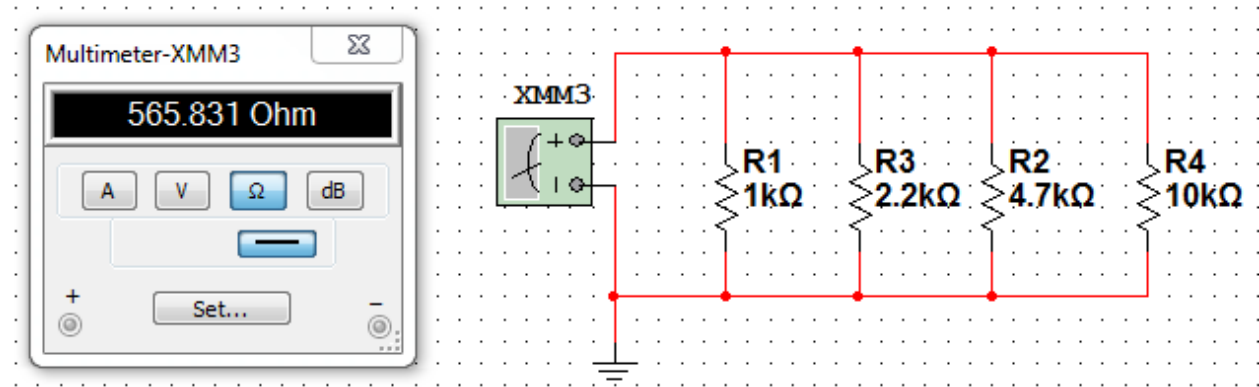 Multimeter-XMM3
565.831 Ohm
A V Ω dB
+ −
Set...
XMM3
+
I
R1
1kΩ
R3
2.2kΩ
R2
4.7kΩ
R4
10kΩ